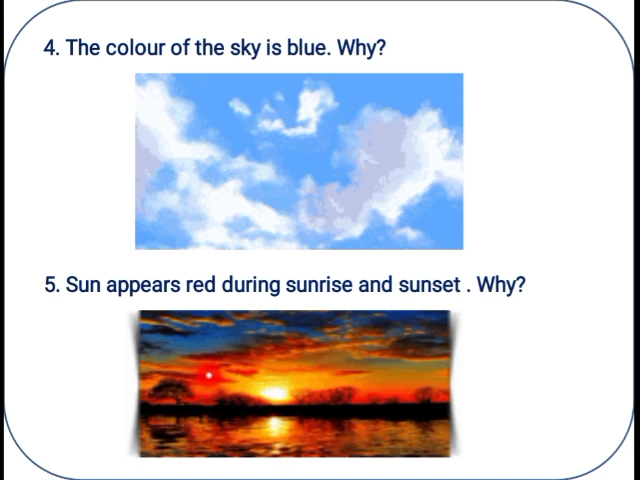 4. The colour of the sky is blue. Why?
5. Sun appears red during sunrise and sunset . Why?